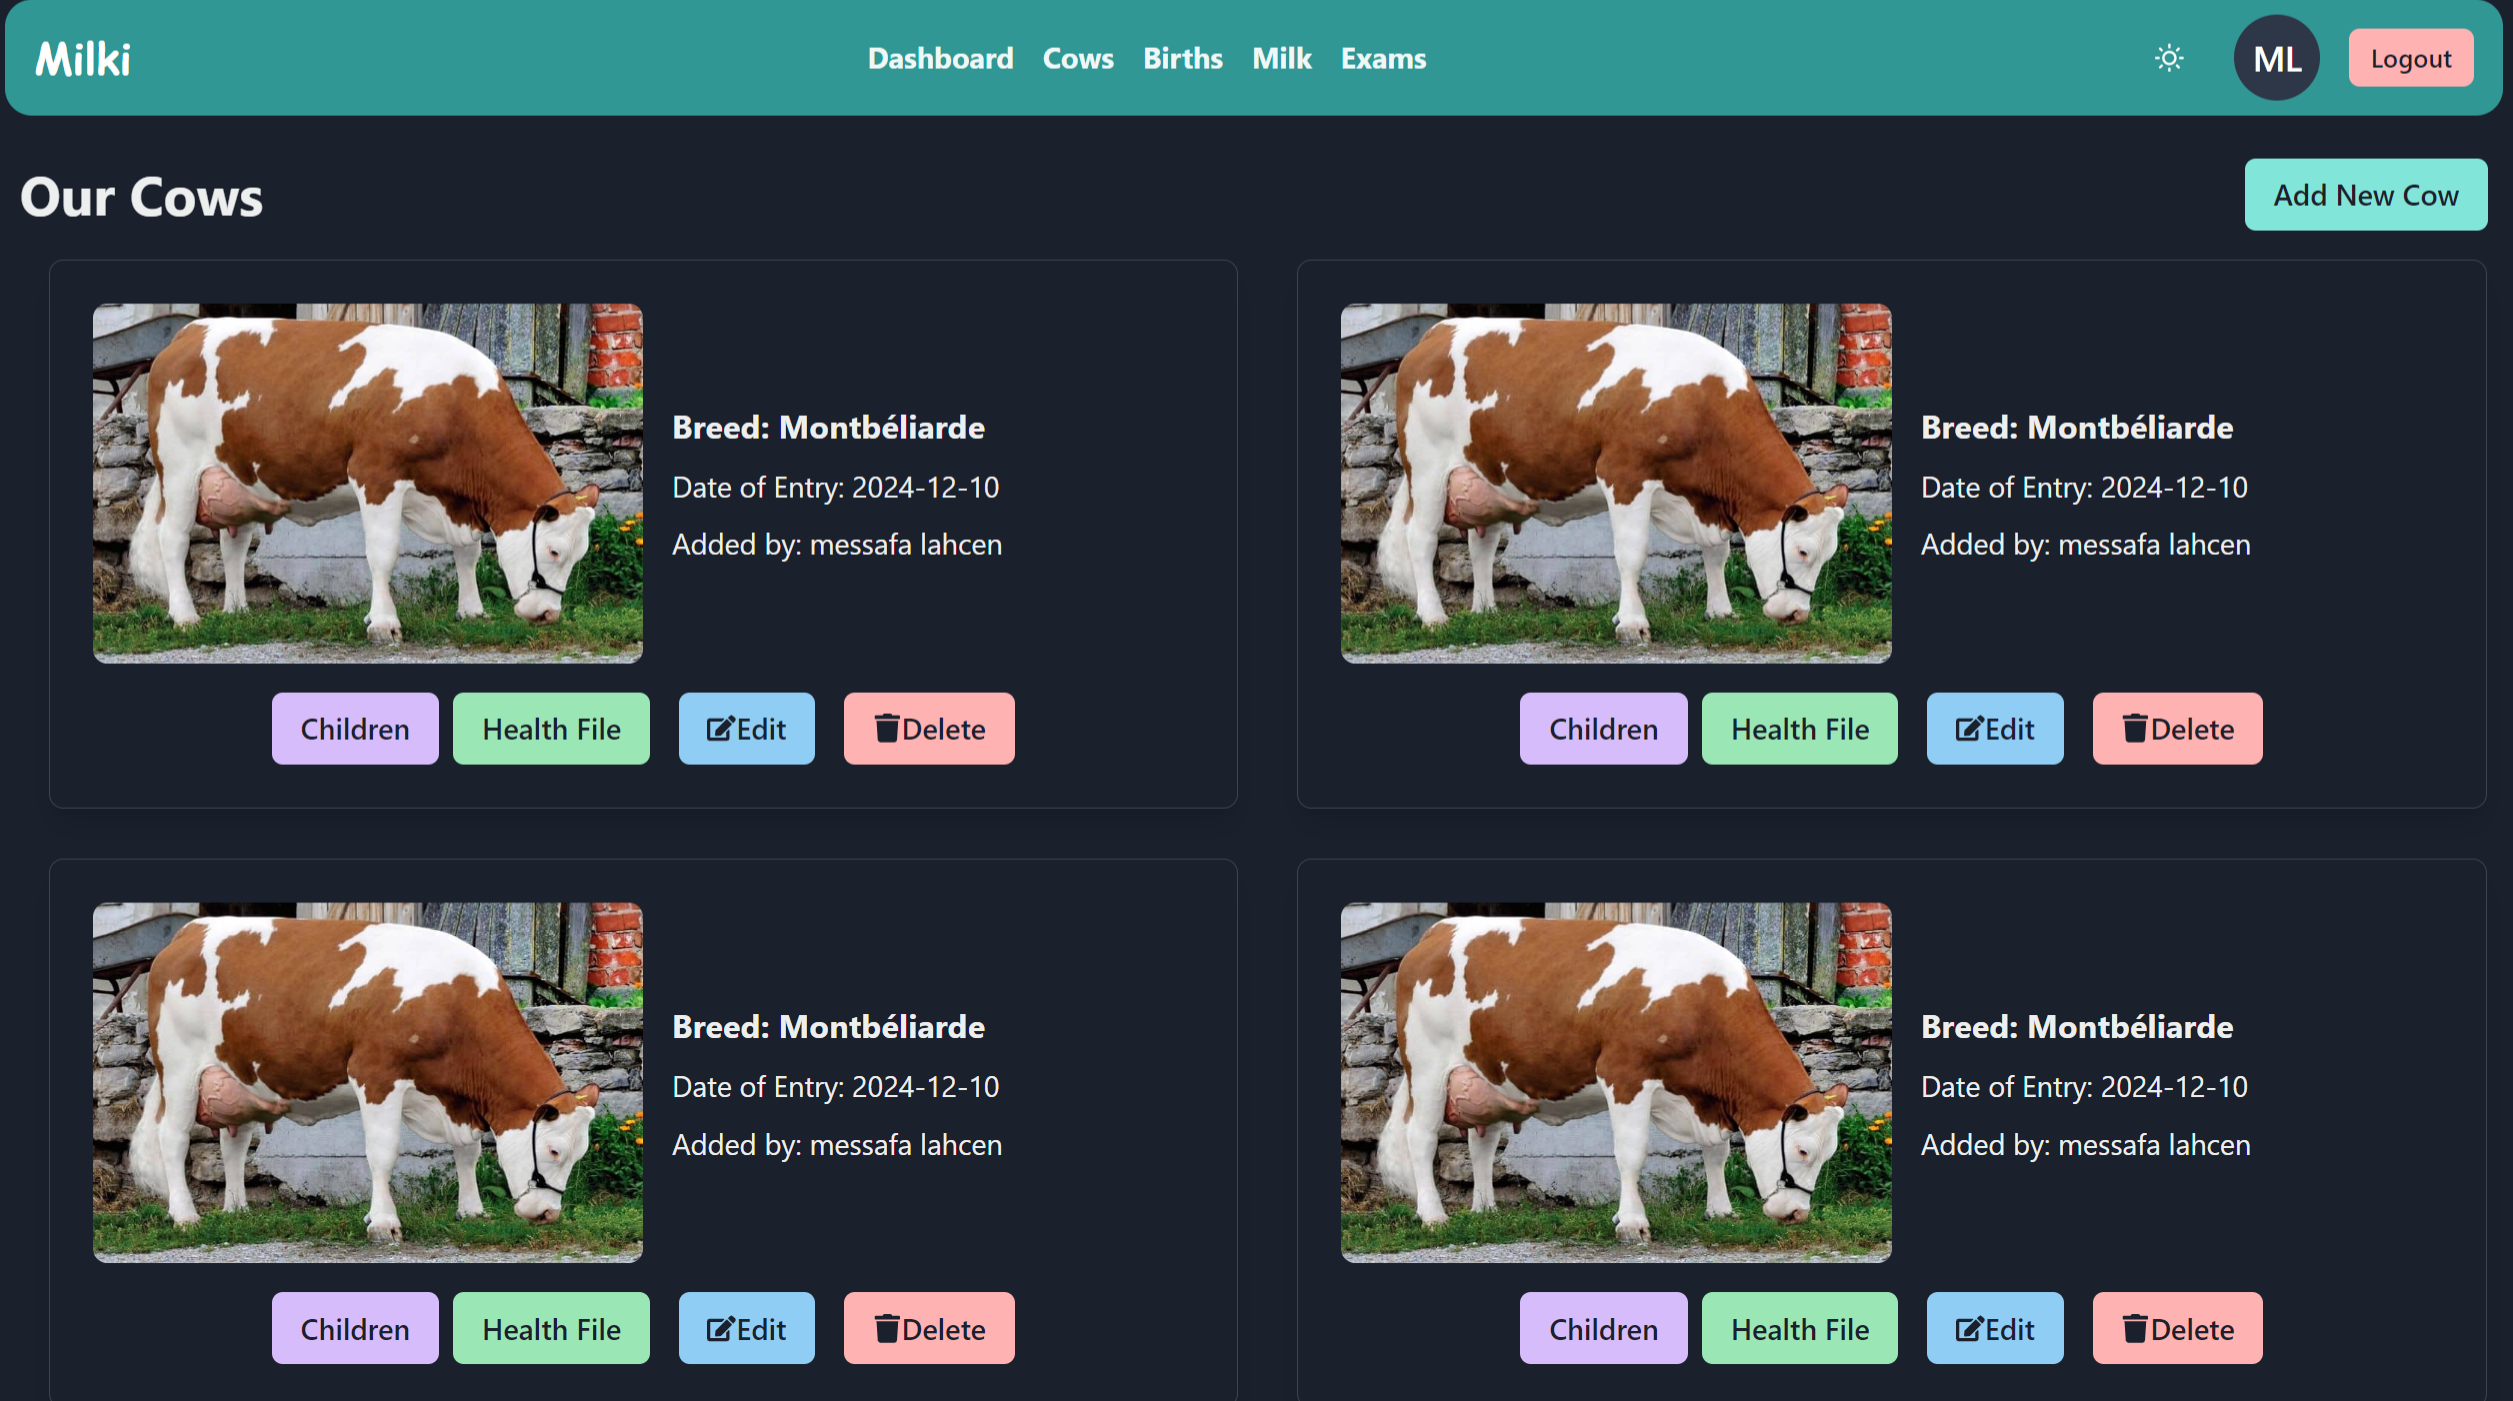 Milki
Dashboard Cows Births Milk Exams
ML
Logout
Our Cows
Add New Cow
Breed: Montbéliarde
Date of Entry: 2024-12-10
Added by: messafa lahcen
Children Health File Edit Delete
Breed: Montbéliarde
Date of Entry: 2024-12-10
Added by: messafa lahcen
Children Health File Edit Delete
Breed: Montbéliarde
Date of Entry: 2024-12-10
Added by: messafa lahcen
Children Health File Edit Delete
Breed: Montbéliarde
Date of Entry: 2024-12-10
Added by: messafa lahcen
Children Health File Edit Delete